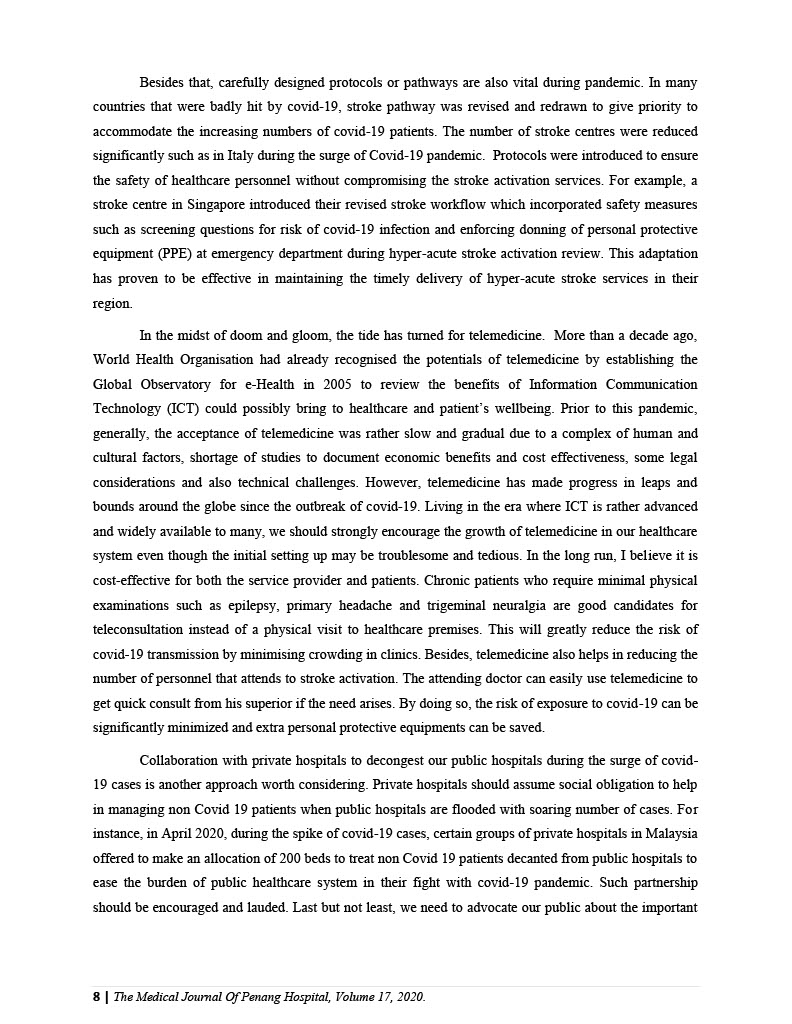 Besides that, carefully designed protocols or pathways are also vital during pandemic. In many
countries that were badly hit by covid-19, stroke pathway was revised and redrawn to give priority to
accommodate the increasing numbers of covid-19 patients. The number of stroke centres were reduced
significantly such as in Italy during the surge of Covid-19 pandemic.  Protocols were introduced to ensure
the safety of healthcare personnel without compromising the stroke activation services. For example, a
stroke centre in Singapore introduced their revised stroke workflow which incorporated safety measures
such as screening questions for risk of covid-19 infection and enforcing donning of personal protective
equipment (PPE) at emergency department during hyper-acute stroke activation review. This adaptation
has proven to be effective in maintaining the timely delivery of hyper-acute stroke services in their
region.
In the midst of doom and gloom, the tide has turned for telemedicine.  More than a decade ago,
World Health Organisation had already recognised the potentials of telemedicine by establishing the
Global Observatory for e-Health in 2005 to review the benefits of Information Communication
Technology (ICT) could possibly bring to healthcare and patient’s wellbeing. Prior to this pandemic,
generally, the acceptance of telemedicine was rather slow and gradual due to a complex of human and
cultural factors, shortage of studies to document economic benefits and cost effectiveness, some legal
considerations and also technical challenges. However, telemedicine has made progress in leaps and
bounds around the globe since the outbreak of covid-19. Living in the era where ICT is rather advanced
and widely available to many, we should strongly encourage the growth of telemedicine in our healthcare
system even though the initial setting up may be troublesome and tedious. In the long run, I believe it is
cost-effective for both the service provider and patients. Chronic patients who require minimal physical
examinations such as epilepsy, primary headache and trigeminal neuralgia are good candidates for
teleconsultation instead of a physical visit to healthcare premises. This will greatly reduce the risk of
covid-19 transmission by minimising crowding in clinics. Besides, telemedicine also helps in reducing the
number of personnel that attends to stroke activation. The attending doctor can easily use telemedicine to
get quick consult from his superior if the need arises. By doing so, the risk of exposure to covid-19 can be
significantly minimized and extra personal protective equipments can be saved.
Collaboration with private hospitals to decongest our public hospitals during the surge of covid-
19 cases is another approach worth considering. Private hospitals should assume social obligation to help
in managing non Covid 19 patients when public hospitals are flooded with soaring number of cases. For
instance, in April 2020, during the spike of covid-19 cases, certain groups of private hospitals in Malaysia
offered to make an allocation of 200 beds to treat non Covid 19 patients decanted from public hospitals to
ease the burden of public healthcare system in their fight with covid-19 pandemic. Such partnership
should be encouraged and lauded. Last but not least, we need to advocate our public about the important
8 | The Medical Journal Of Penang Hospital, Volume 17, 2020.